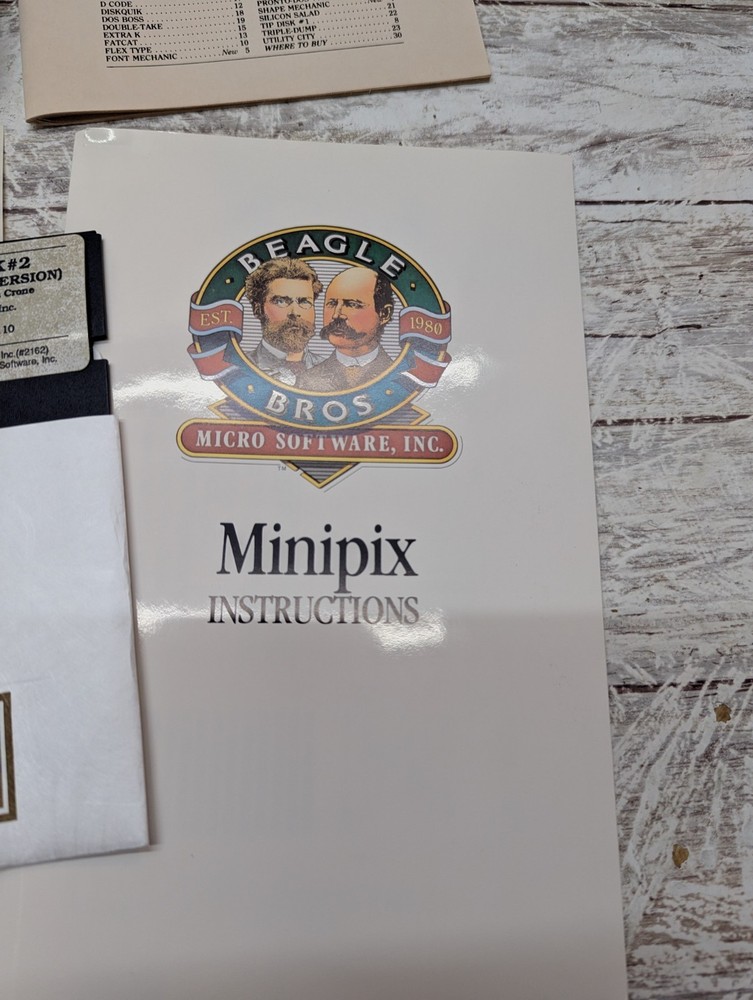 D CODE 12
DISKQUIK 18
DOS BOSS 19
DOUBLE-TAKE 15
EXTRA K 13
FATCAT 10
FLEX TYPE New 5
FONT MECHANIC
SHAPE MECHANIC 21
SILICON SALAD 22
TIP DISK #1 8
TRIPLE-DUMP 23
UTILITY CITY 30
WHERE TO BUY
#2
ERSION)
Crone
Inc.
10
Inc.(#2162)
Software, Inc.
BEAGLE
EST. 1980
BROS
MICRO SOFTWARE, INC.
TM
Minipix
INSTRUCTIONS